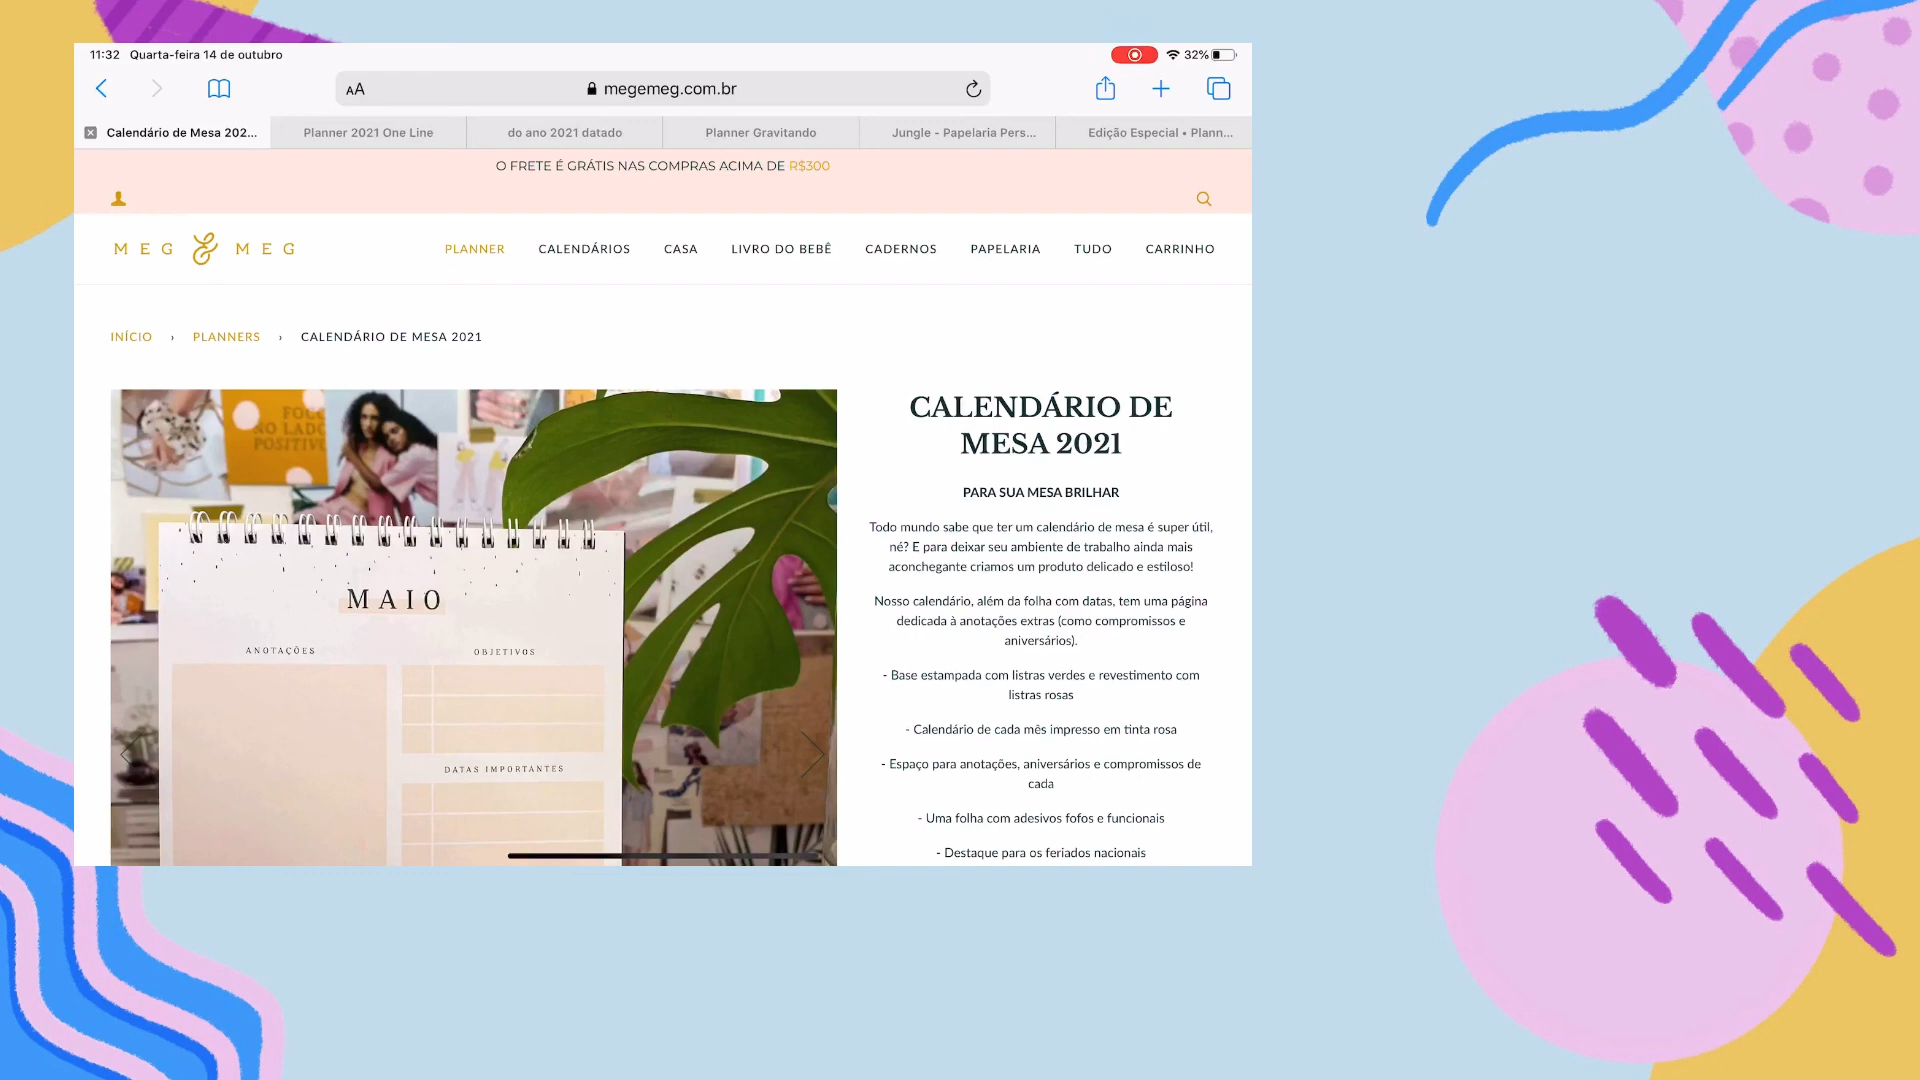 11:32 Quarta-feira 14 de outubro
32%
AA megemeg.com.br
Calendário de Mesa 202... Planner 2021 One Line do ano 2021 datado Planner Gravitando Jungle - Papelaria Pers... Edição Especial • Plann...
O FRETE É GRÁTIS NAS COMPRAS ACIMA DE R$300
MEG & MEG
PLANNER CALENDÁRIOS CASA LIVRO DO BEBÊ CADERNOS PAPELARIA TUDO CARRINHO
INÍCIO › PLANNERS › CALENDÁRIO DE MESA 2021
FOCO
NO LADO
POSITIVO
MAIO
ANOTAÇÕES
OBJETIVOS
DATAS IMPORTANTES
CALENDÁRIO DE
MESA 2021
PARA SUA MESA BRILHAR
Todo mundo sabe que ter um calendário de mesa é super útil,
né? E para deixar seu ambiente de trabalho ainda mais
aconchegante criamos um produto delicado e estiloso!
Nosso calendário, além da folha com datas, tem uma página
dedicada à anotações extras (como compromissos e
aniversários).
- Base estampada com listras verdes e revestimento com
listras rosas
- Calendário de cada mês impresso em tinta rosa
- Espaço para anotações, aniversários e compromissos de
cada
- Uma folha com adesivos fofos e funcionais
- Destaque para os feriados nacionais